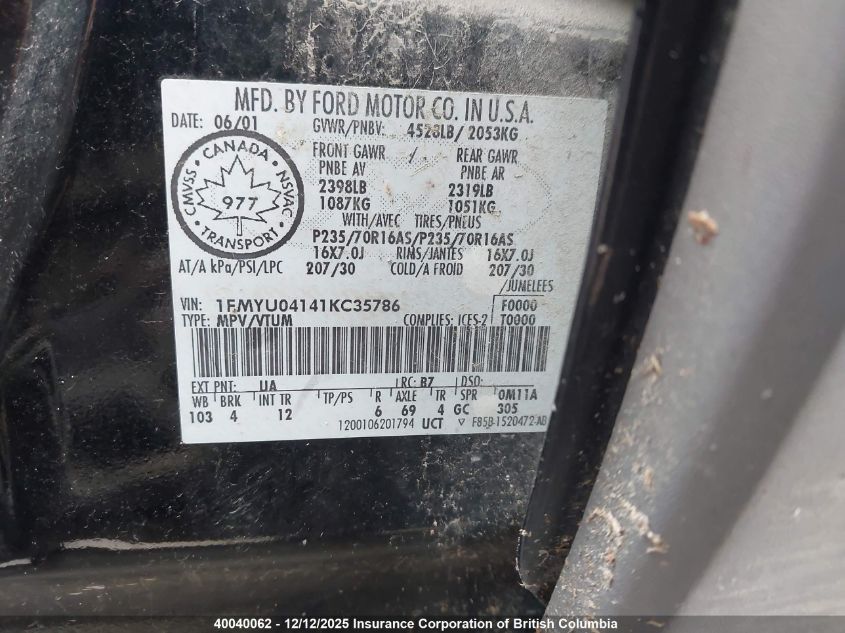 MFD. BY FORD MOTOR CO. IN U.S.A.
DATE: 06/01 GVWR/PNBV: 4528LB/ 2053KG
CANADA
CMVSS 977 NSVAC
TRANSPORT
FRONT GAWR / REAR GAWR
PNBE AV PNBE AR
2398LB 2319LB
1087KG 1051KG
WITH/AVEC TIRES/PNEUS
P235/70R16AS/P235/70R16AS
16X7.0J RIMS/JANTES 16X7.0J
AT/A kPa/PSI/LPC 207/30 COLD/A FROID 207/30
/JUMELEES
VIN: 1FMYU04141KC35786 F0000
TYPE: MPV/VTUM COMPLIES: ICES-2 T0000
EXT PNT: UA RC: B7 DSO:
WB BRK INT TR TP/PS R AXLE TR SPR 0M11A
103 4 12 6 69 4 GC 305
1200106201794 UCT ▽ F85B-1520472-AB
40040062 - 12/12/2025 Insurance Corporation of British Columbia